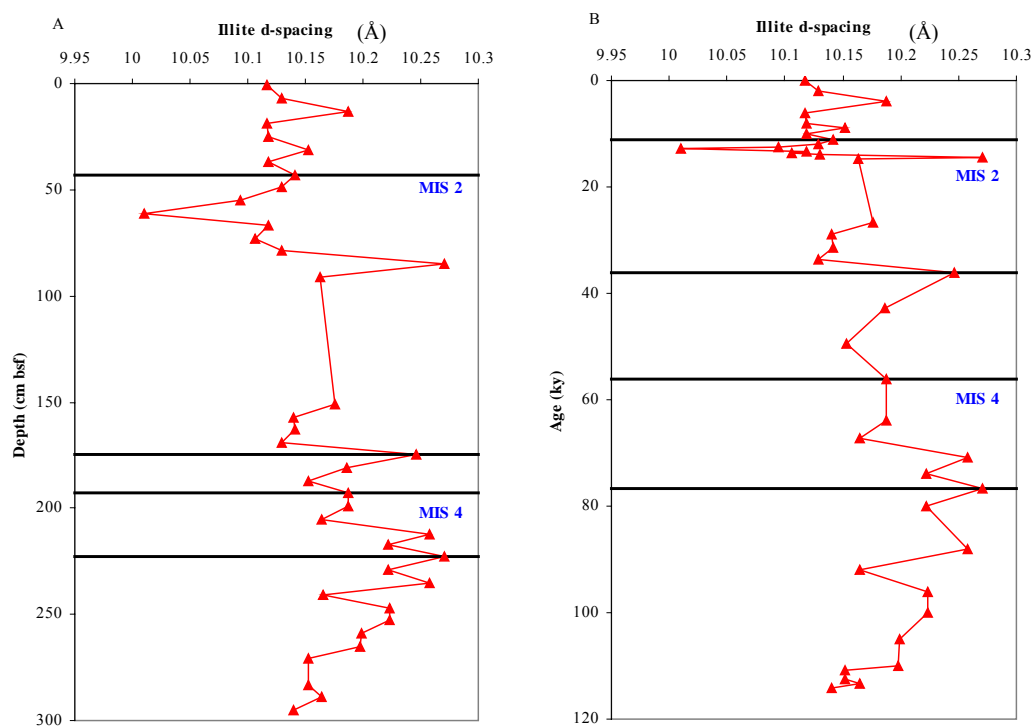 A
Illite d-spacing (Å)
9.95 10 10.05 10.1 10.15 10.2 10.25 10.3
0
50
100
150
200
250
300
Depth (cm bsf)
MIS 2
MIS 4
B
Illite d-spacing (Å)
9.95 10 10.05 10.1 10.15 10.2 10.25 10.3
0
20
40
60
80
100
120
Age (ky)
MIS 2
MIS 4